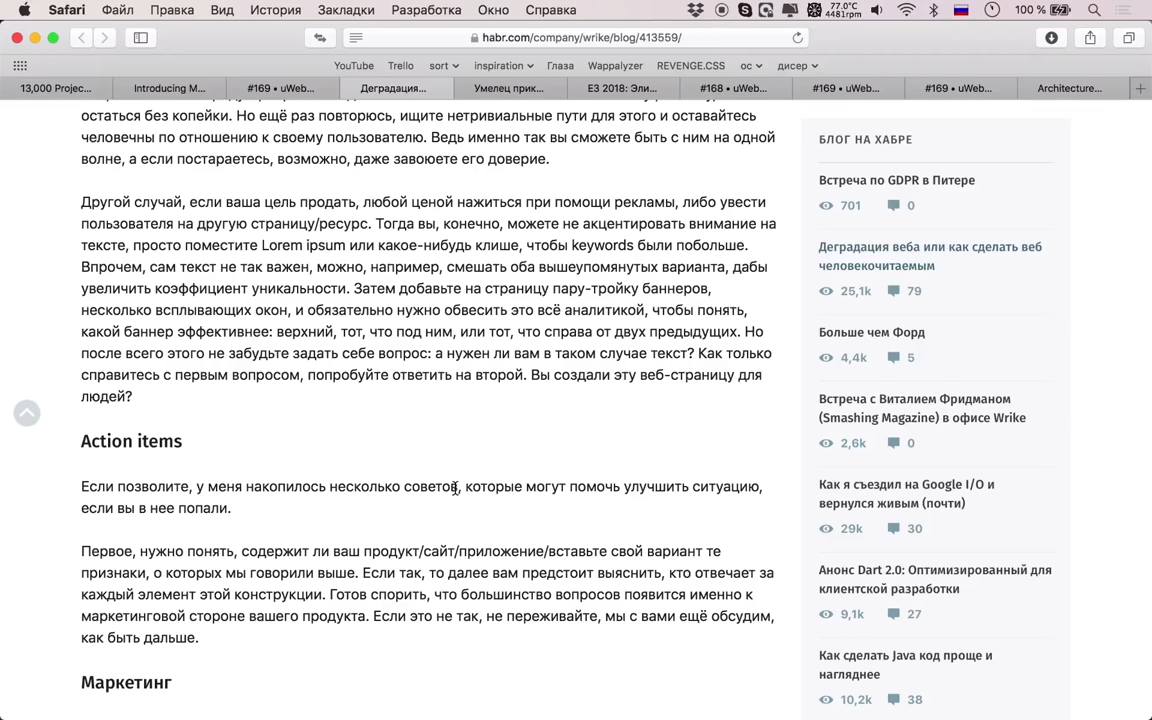 Safari Файл Правка Вид История Закладки Разработка Окно Справка 77.0°C 4481rpm 100 %
habr.com/company/wrike/blog/413559/
YouTube Trello sort inspiration Глаза Wappalyzer REVENGE.CSS ос дисер
13,000 Projec... Introducing M... #169 • uWeb... Деградация... Умелец прик... E3 2018: Эли... #168 • uWeb... #169 • uWeb... #169 • uWeb... Architecture...
остаться без копейки. Но ещё раз повторюсь, ищите нетривиальные пути для этого и оставайтесь
человечны по отношению к своему пользователю. Ведь именно так вы сможете быть с ним на одной
волне, а если постараетесь, возможно, даже завоюете его доверие.
Другой случай, если ваша цель продать, любой ценой нажиться при помощи рекламы, либо увести
пользователя на другую страницу/ресурс. Тогда вы, конечно, можете не акцентировать внимание на
тексте, просто поместите Lorem ipsum или какое-нибудь клише, чтобы keywords были побольше.
Впрочем, сам текст не так важен, можно, например, смешать оба вышеупомянутых варианта, дабы
увеличить коэффициент уникальности. Затем добавьте на страницу пару-тройку баннеров,
несколько всплывающих окон, и обязательно нужно обвесить это всё аналитикой, чтобы понять,
какой баннер эффективнее: верхний, тот, что под ним, или тот, что справа от двух предыдущих. Но
после всего этого не забудьте задать себе вопрос: а нужен ли вам в таком случае текст? Как только
справитесь с первым вопросом, попробуйте ответить на второй. Вы создали эту веб-страницу для
людей?
Action items
Если позволите, у меня накопилось несколько советов, которые могут помочь улучшить ситуацию,
если вы в нее попали.
Первое, нужно понять, содержит ли ваш продукт/сайт/приложение/вставьте свой вариант те
признаки, о которых мы говорили выше. Если так, то далее вам предстоит выяснить, кто отвечает за
каждый элемент этой конструкции. Готов спорить, что большинство вопросов появится именно к
маркетинговой стороне вашего продукта. Если это не так, не переживайте, мы с вами ещё обсудим,
как быть дальше.
Маркетинг
БЛОГ НА ХАБРЕ
Встреча по GDPR в Питере
701 0
Деградация веба или как сделать веб
человекочитаемым
25,1k 79
Больше чем Форд
4,4k 5
Встреча с Виталием Фридманом
(Smashing Magazine) в офисе Wrike
2,6k 0
Как я съездил на Google I/O и
вернулся живым (почти)
29k 30
Анонс Dart 2.0: Оптимизированный для
клиентской разработки
9,1k 27
Как сделать Java код проще и
нагляднее
10,2k 38